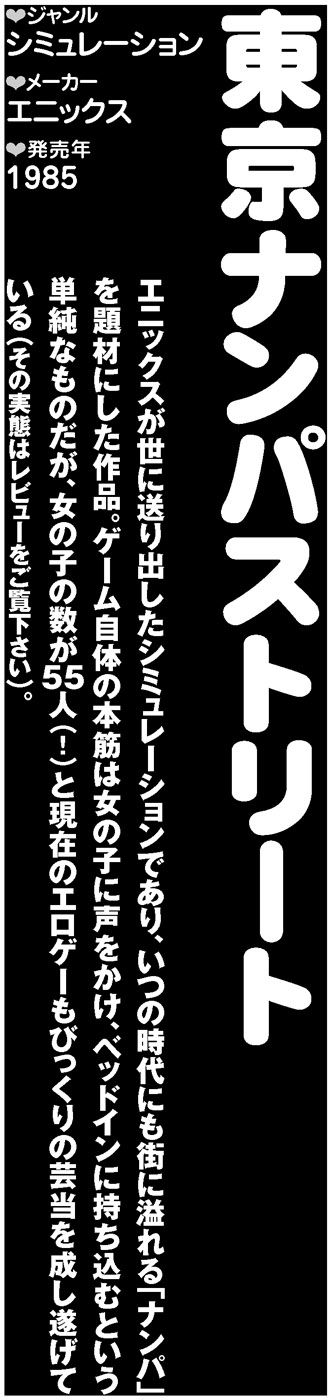 東京ナンパストリート
❤ジャンル
シミュレーション
❤メーカー
エニックス
❤発売年
1985
エニックスが世に送り出したシミュレーションであり、いつの時代にも街に溢れる「ナンパ」
を題材にした作品。ゲーム自体の本筋は女の子に声をかけ、ベッドインに持ち込むという
単純なものだが、女の子の数が55人(！)と現在のエロゲーもびっくりの芸当を成し遂げて
いる(その実態はレビューをご覧下さい)。